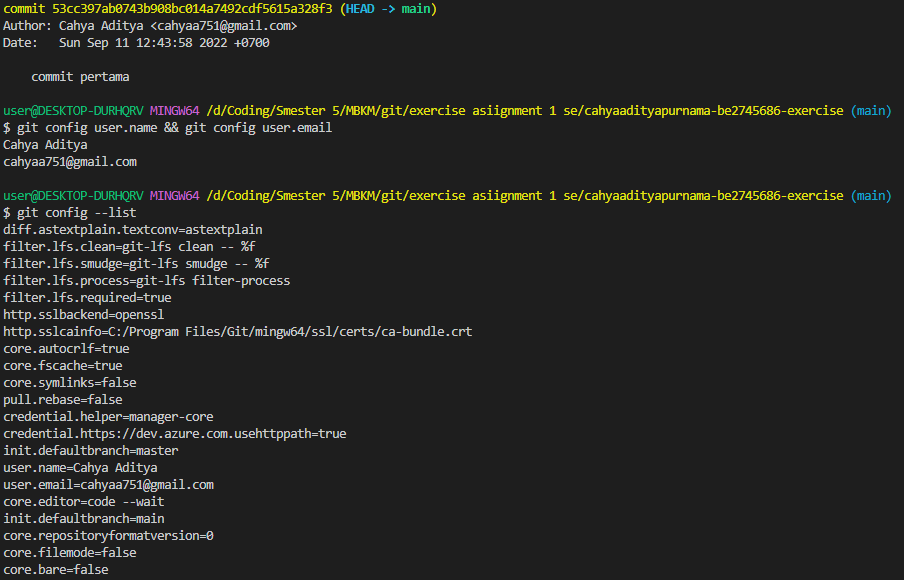 commit 53cc397ab0743b908bc014a7492cdf5615a328f3 (HEAD -> main)
Author: Cahya Aditya <cahyaa751@gmail.com>
Date:   Sun Sep 11 12:43:58 2022 +0700
    commit pertama
user@DESKTOP-DURHQRV MINGW64 /d/Coding/Smester 5/MBKM/git/exercise asiignment 1 se/cahyaadityapurnama-be2745686-exercise (main)
$ git config user.name && git config user.email
Cahya Aditya
cahyaa751@gmail.com
user@DESKTOP-DURHQRV MINGW64 /d/Coding/Smester 5/MBKM/git/exercise asiignment 1 se/cahyaadityapurnama-be2745686-exercise (main)
$ git config --list
diff.astextplain.textconv=astextplain
filter.lfs.clean=git-lfs clean -- %f
filter.lfs.smudge=git-lfs smudge -- %f
filter.lfs.process=git-lfs filter-process
filter.lfs.required=true
http.sslbackend=openssl
http.sslcainfo=C:/Program Files/Git/mingw64/ssl/certs/ca-bundle.crt
core.autocrlf=true
core.fscache=true
core.symlinks=false
pull.rebase=false
credential.helper=manager-core
credential.https://dev.azure.com.usehttppath=true
init.defaultbranch=master
user.name=Cahya Aditya
user.email=cahyaa751@gmail.com
core.editor=code --wait
init.defaultbranch=main
core.repositoryformatversion=0
core.filemode=false
core.bare=false